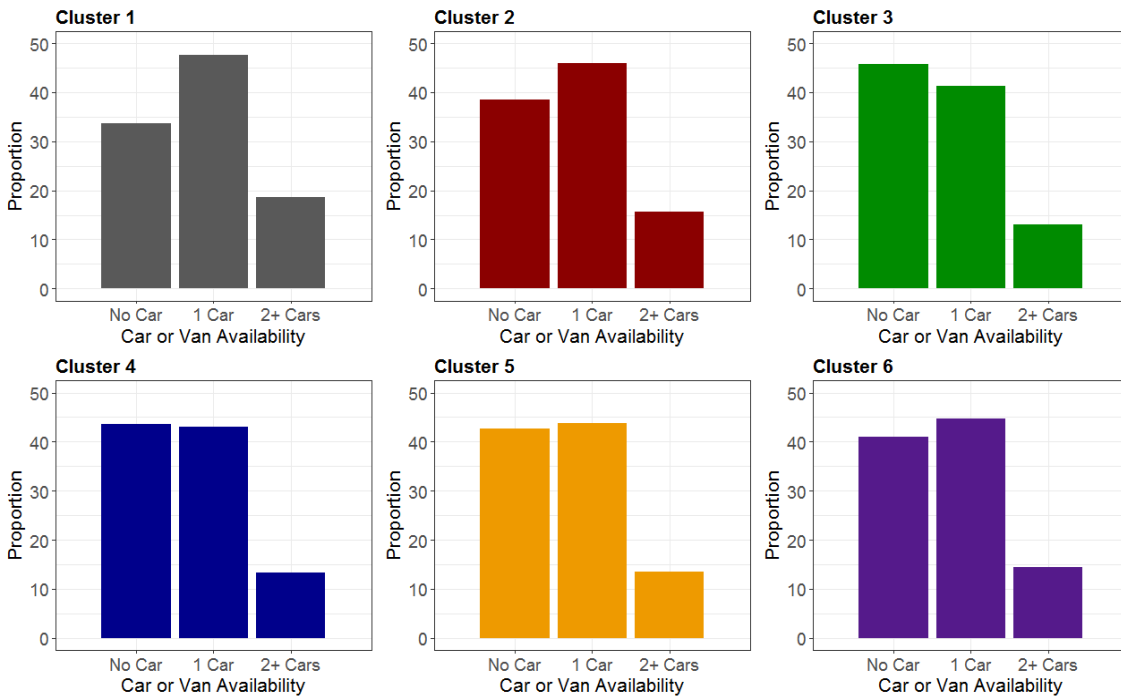 Cluster 1
Proportion
50
40
30
20
10
0
No Car 1 Car 2+ Cars
Car or Van Availability
Cluster 2
Proportion
50
40
30
20
10
0
No Car 1 Car 2+ Cars
Car or Van Availability
Cluster 3
Proportion
50
40
30
20
10
0
No Car 1 Car 2+ Cars
Car or Van Availability
Cluster 4
Proportion
50
40
30
20
10
0
No Car 1 Car 2+ Cars
Car or Van Availability
Cluster 5
Proportion
50
40
30
20
10
0
No Car 1 Car 2+ Cars
Car or Van Availability
Cluster 6
Proportion
50
40
30
20
10
0
No Car 1 Car 2+ Cars
Car or Van Availability